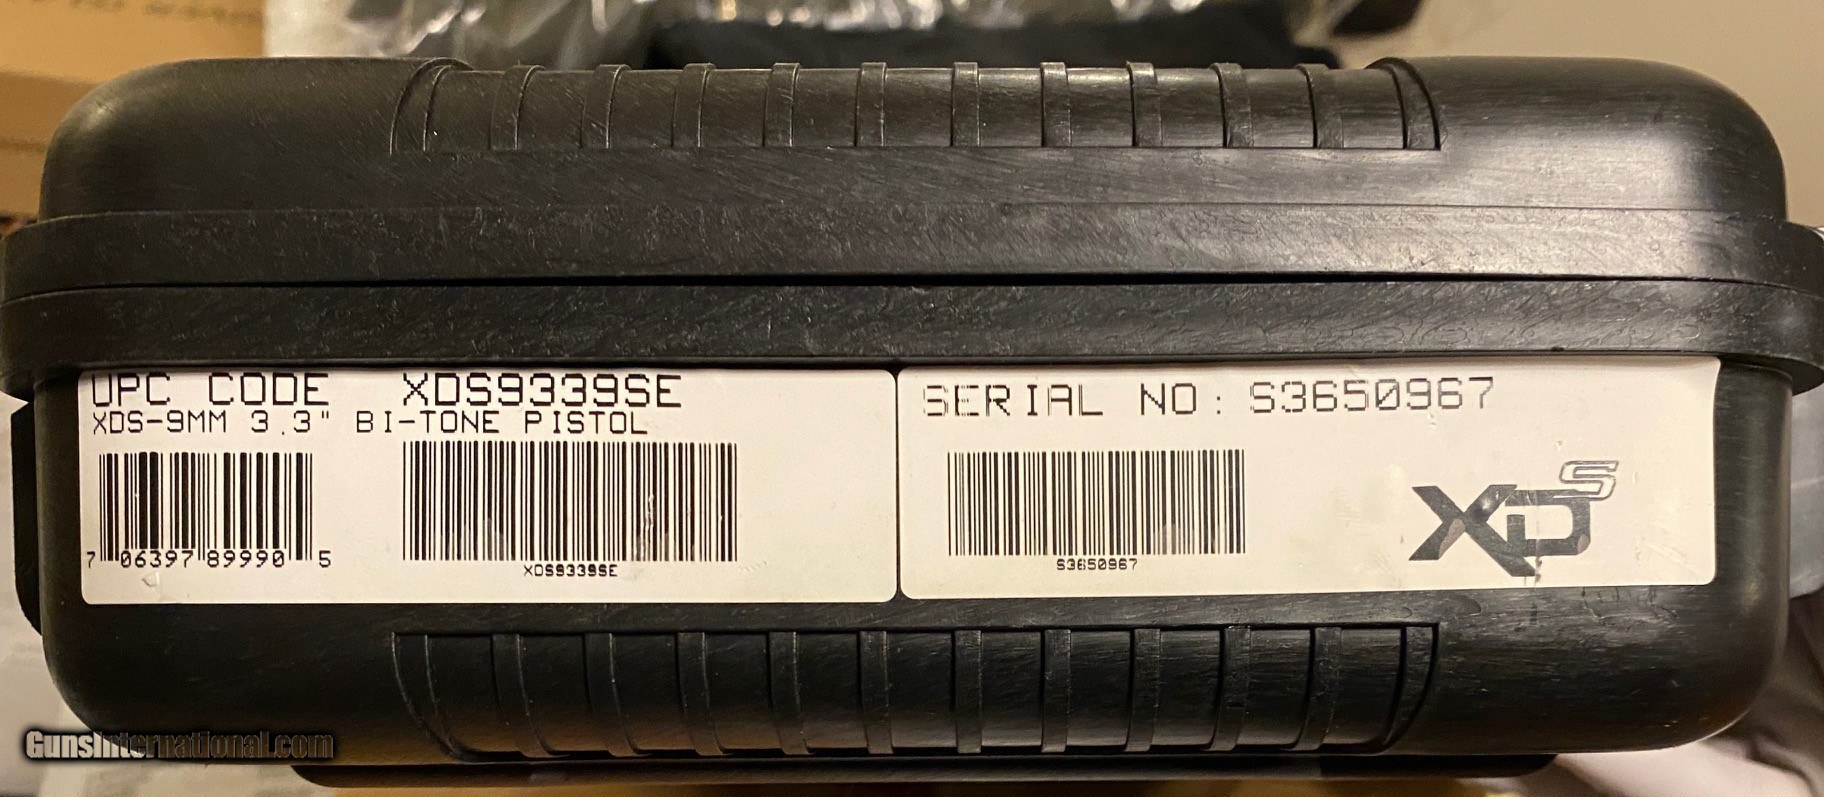 UPC CODE XDS9339SE
XDS-9MM 3.3" BI-TONE PISTOL
7 06397 89990 5
XDS9339SE
SERIAL NO: S3650967
S3650967
XDS
GunsInternational.com